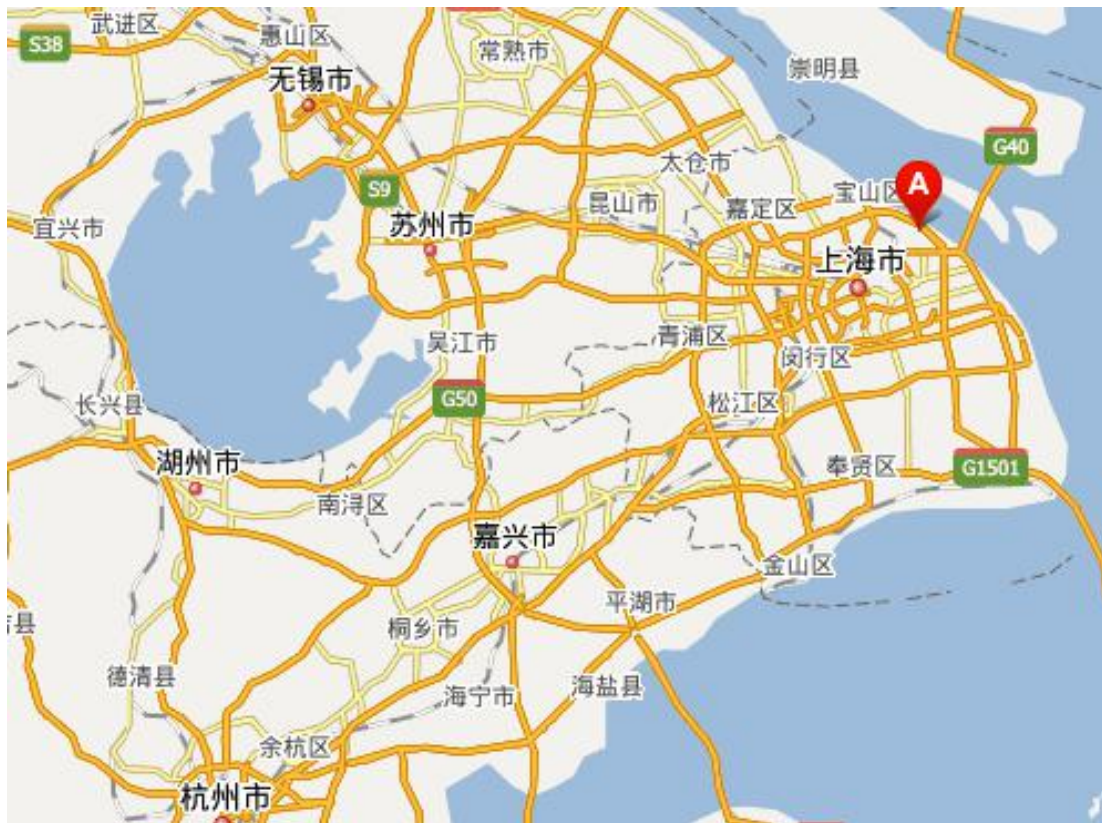 武进区
S38
惠山区
常熟市
崇明县
无锡市
G40
太仓市
S9
宝山区
A
昆山市
嘉定区
宜兴市
苏州市
上海市
吴江市
青浦区
闵行区
G50
长兴县
松江区
湖州市
奉贤区
G1501
南浔区
嘉兴市
金山区
平湖市
吉县
桐乡市
德清县
海宁市
海盐县
余杭区
杭州市